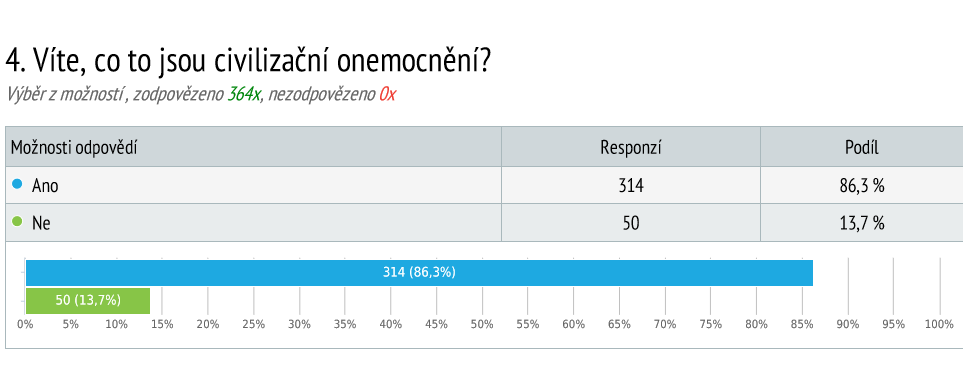 4. Víte, co to jsou civilizační onemocnění?
Výběr z možností, zodpovězeno 364x, nezodpovězeno 0x
Možnosti odpovědí Responzí Podíl
Ano 314 86,3 %
Ne 50 13,7 %
314 (86,3%)
50 (13,7%)
0% 5% 10% 15% 20% 25% 30% 35% 40% 45% 50% 55% 60% 65% 70% 75% 80% 85% 90% 95% 100%